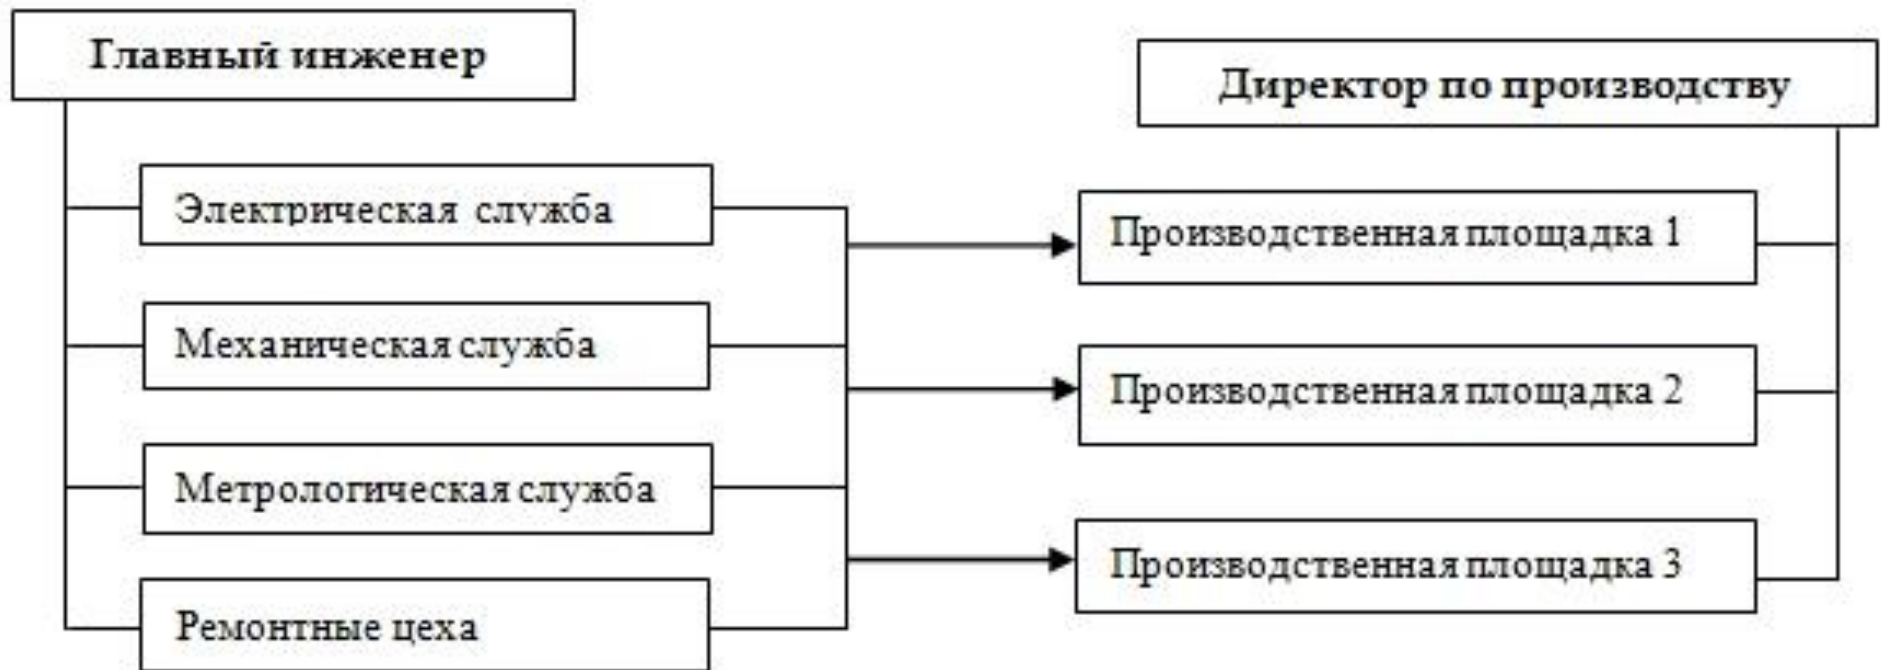 Главный инженер
Директор по производству
Электрическая служба
Механическая служба
Метрологическая служба
Ремонтные цеха
Производственная площадка 1
Производственная площадка 2
Производственная площадка 3